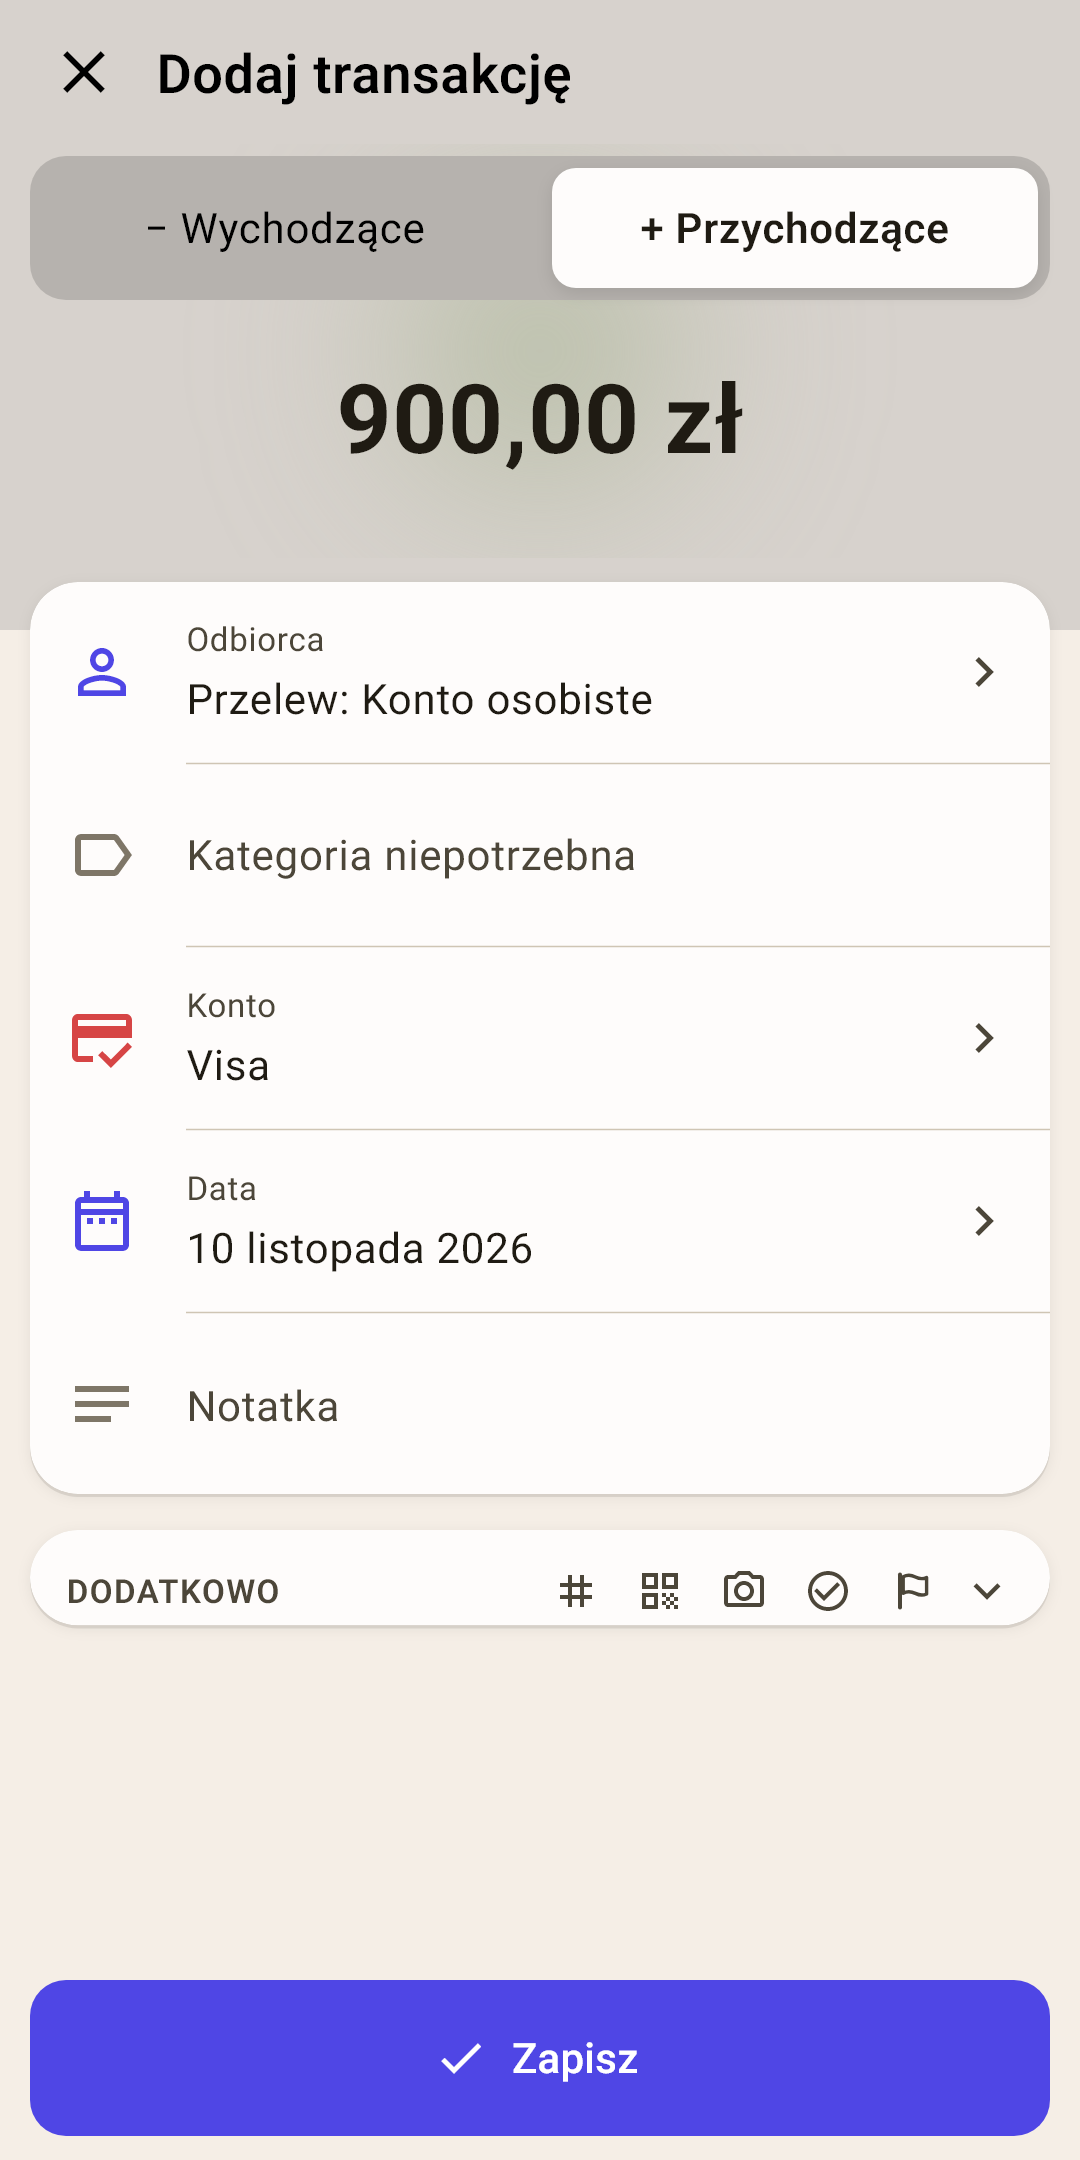 Dodaj transakcję
− Wychodzące
+ Przychodzące
900,00 zł
Odbiorca
Przelew: Konto osobiste
Kategoria niepotrzebna
Konto
Visa
Data
10 listopada 2026
Notatka
DODATKOWO
Zapisz